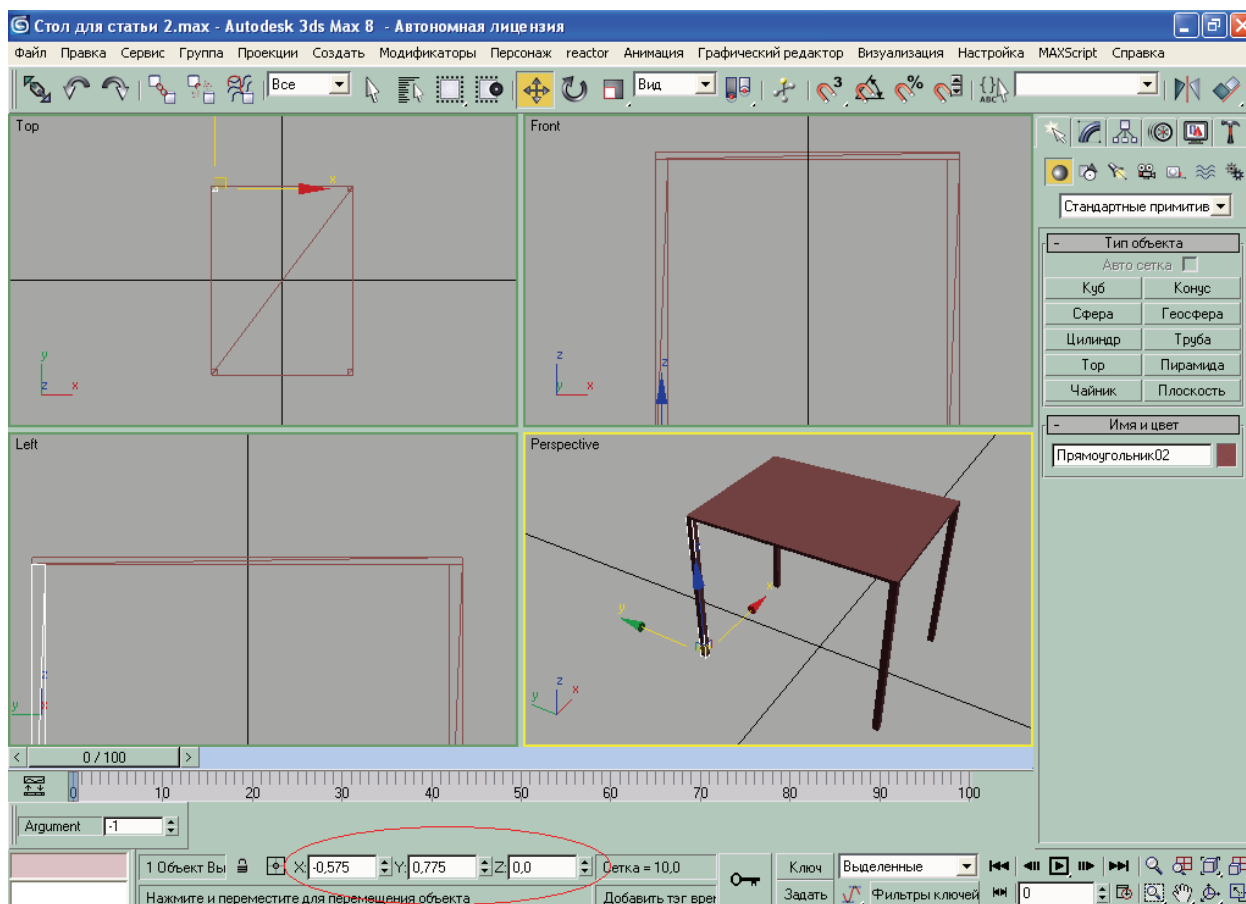 Стол для статьи 2.max - Autodesk 3ds Max 8 - Автономная лицензия
Файл Правка Сервис Группа Проекции Создать Модификаторы Персонаж reactor Анимация Графический редактор Визуализация Настройка MAXScript Справка
Все Вид 3 % ABC
Top
x
y
z x
Front
z
z
y x
Left
z
y x
Perspective
x
y
z
y x
Стандартные примитив
- Тип объекта
Авто сетка
Куб Конус
Сфера Геосфера
Цилиндр Труба
Тор Пирамида
Чайник Плоскость
- Имя и цвет
Прямоугольник02
< 0 / 100 >
0 10 20 30 40 50 60 70 80 90 100
Argument -1
1 Объект Вы X: -0,575 Y: 0,775 Z: 0,0 Сетка = 10,0 Ключ Выделенные
Нажмите и переместите для перемещения объекта Добавить тэг врем Задать Фильтры ключей 0